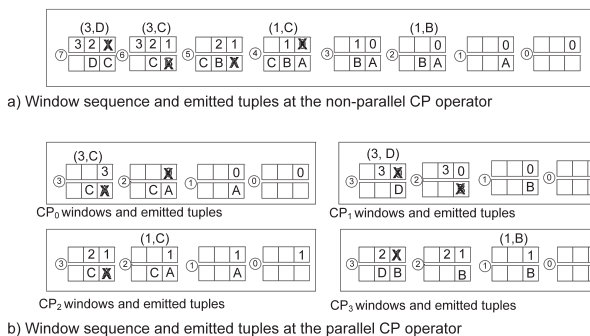 (3,D) (3,C) (1,C) (1,B)
7 3 2 6 3 2 1 5 2 1 4 1 3 1 0 2 0 1 0 0 0
D C C C B C B A B A B A A
a) Window sequence and emitted tuples at the non-parallel CP operator
(3,C) (3, D)
3 3 2 1 0 0 0 3 3 2 3 0 1 0 0
C C A A D B
CP0 windows and emitted tuples CP1 windows and emitted tuples
(1,C) (1,B)
3 2 1 2 1 1 1 0 1 3 2 2 2 1 1 1 0
C C A A D B B B
CP2 windows and emitted tuples CP3 windows and emitted tuples
b) Window sequence and emitted tuples at the parallel CP operator